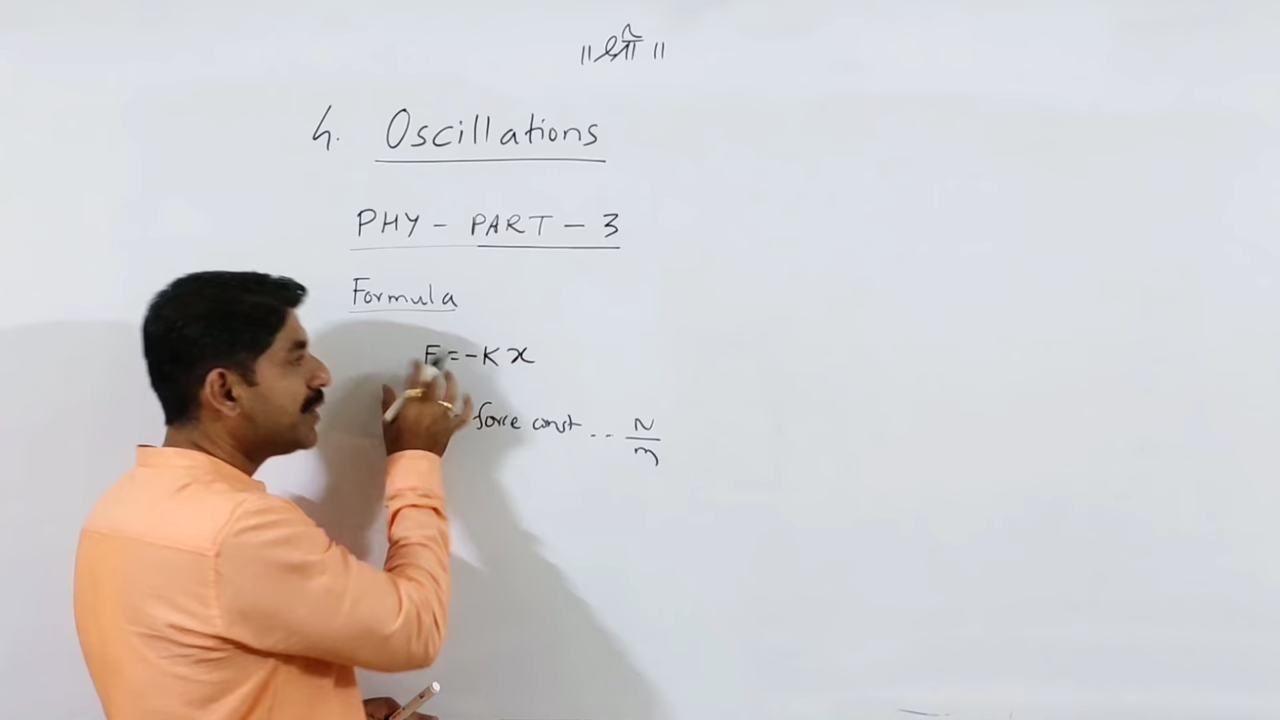 ॥ श्री ॥
4. Oscillations
PHY - PART - 3
Formula
F = -K x
force const .. N/m